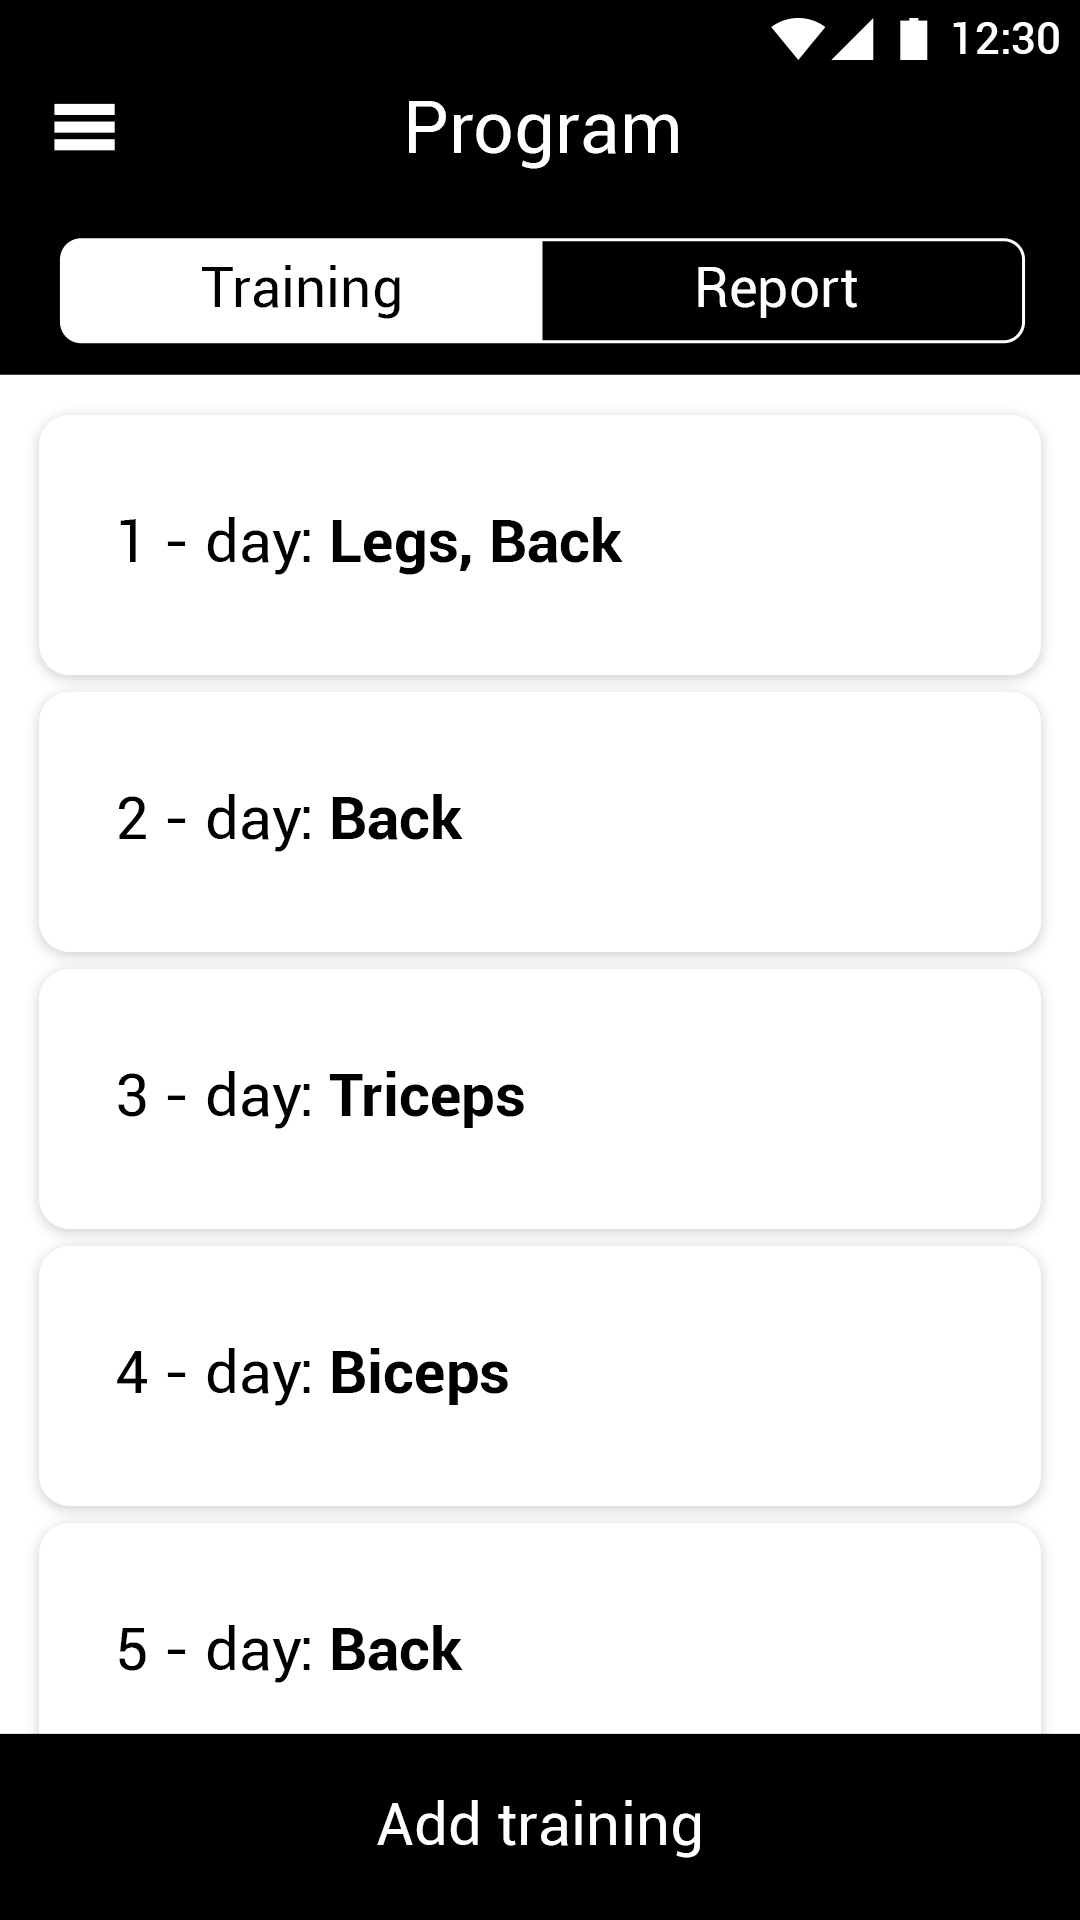 12:30
Program
Training
Report
1 - day: Legs, Back
2 - day: Back
3 - day: Triceps
4 - day: Biceps
5 - day: Back
Add training